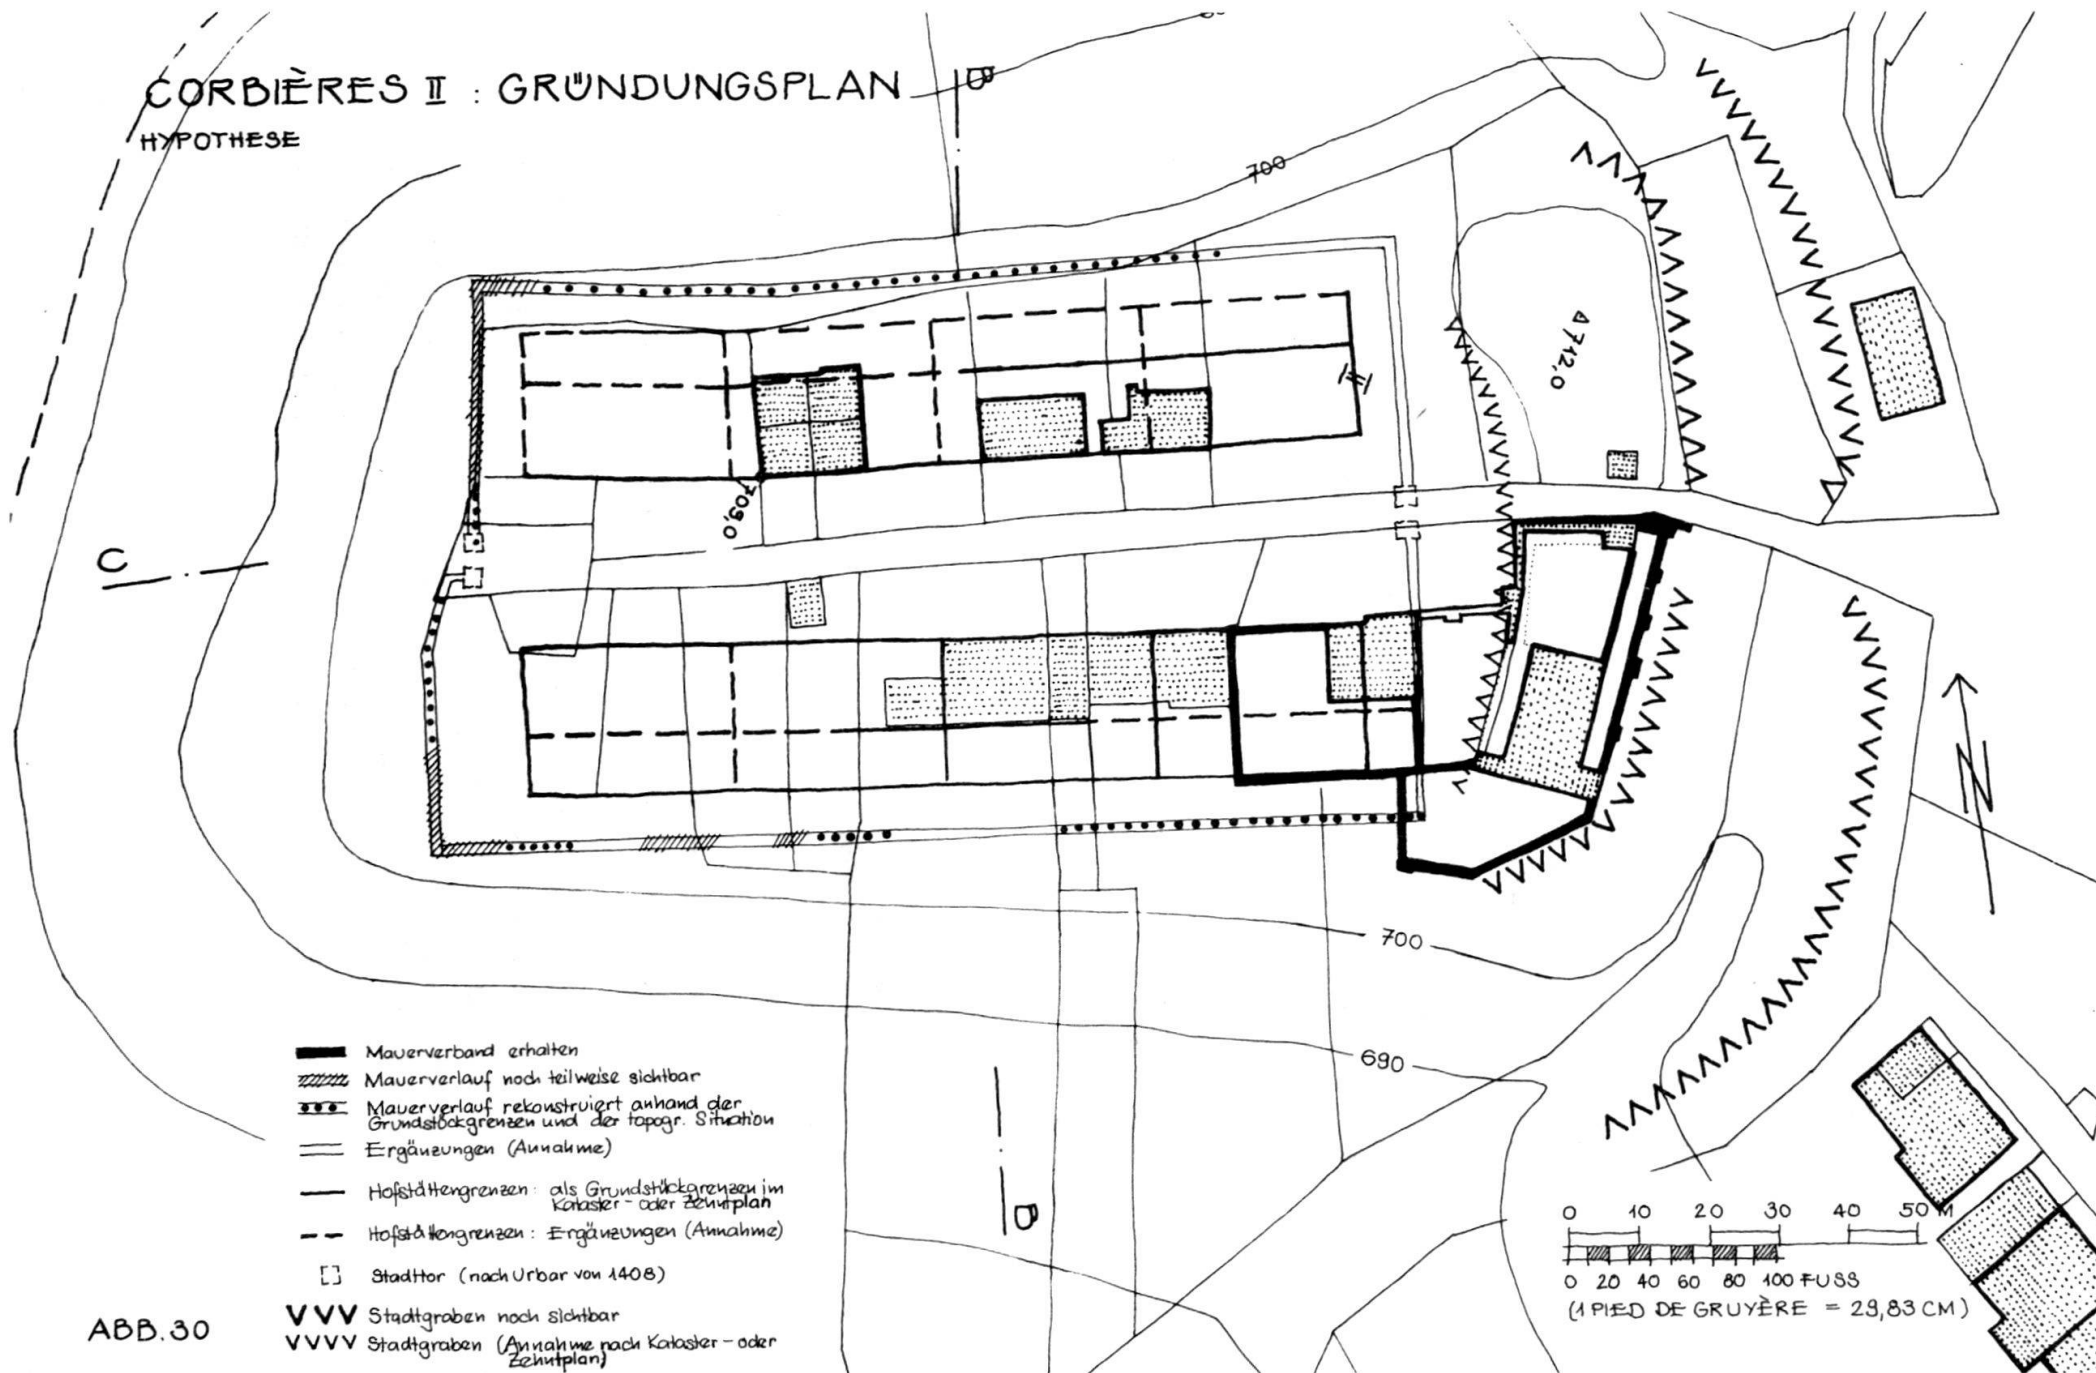 CORBIÈRES II : GRÜNDUNGSPLAN
HYPOTHESE
B
700
712,0
III
709,0
C
N
700
690
B
Mauerverband erhalten
Mauerverlauf noch teilweise sichtbar
Mauerverlauf rekonstruiert anhand der
Grundstückgrenzen und der topogr. Situation
Ergänzungen (Annahme)
Hofstättengrenzen: als Grundstückgrenzen im
Kataster- oder Zehntplan
Hofstättengrenzen: Ergänzungen (Annahme)
Stadttor (nach Urbar von 1408)
VVV Stadtgraben noch sichtbar
VVVV Stadtgraben (Annahme nach Kataster- oder
Zehntplan)
ABB.30
0 10 20 30 40 50 M
0 20 40 60 80 100 FUSS
(1 PIED DE GRUYÈRE = 29,83 CM)